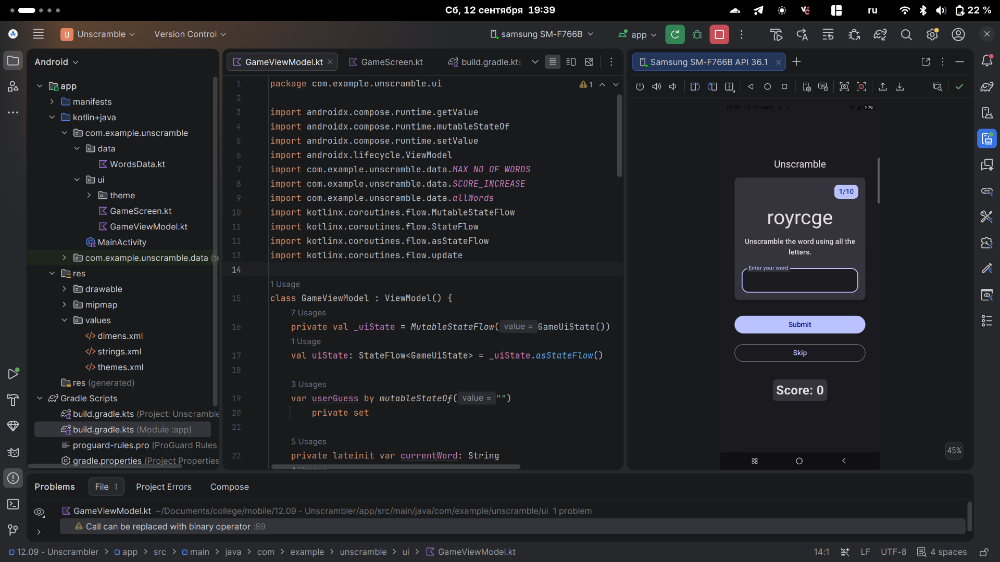 Сб, 12 сентября 19:39
ru
22 %
U Unscramble
Version Control
samsung SM-F766B
app
Android
app
manifests
kotlin+java
com.example.unscramble
data
WordsData.kt
ui
theme
GameScreen.kt
GameViewModel.kt
MainActivity
com.example.unscramble.data (te
res
drawable
mipmap
values
dimens.xml
strings.xml
themes.xml
res (generated)
Gradle Scripts
build.gradle.kts (Project: Unscramble
build.gradle.kts (Module :app)
proguard-rules.pro (ProGuard Rules
gradle.properties (Project Properties
GameViewModel.kt
GameScreen.kt
build.gradle.kts
1 package com.example.unscramble.ui
1
2
3 import androidx.compose.runtime.getValue
4 import androidx.compose.runtime.mutableStateOf
5 import androidx.compose.runtime.setValue
6 import androidx.lifecycle.ViewModel
7 import com.example.unscramble.data.MAX_NO_OF_WORDS
8 import com.example.unscramble.data.SCORE_INCREASE
9 import com.example.unscramble.data.allWords
10 import kotlinx.coroutines.flow.MutableStateFlow
11 import kotlinx.coroutines.flow.StateFlow
12 import kotlinx.coroutines.flow.asStateFlow
13 import kotlinx.coroutines.flow.update
14
1 Usage
15 class GameViewModel : ViewModel() {
7 Usages
16 private val _uiState = MutableStateFlow( value = GameUiState())
1 Usage
17 val uiState: StateFlow<GameUiState> = _uiState.asStateFlow()
18
3 Usages
19 var userGuess by mutableStateOf( value = "")
20 private set
21
5 Usages
22 private lateinit var currentWord: String
Samsung SM-F766B API 36.1
19:39 сб, 12 сент.
76
Unscramble
1/10
royrcge
Unscramble the word using all the
letters.
Enter your word
Submit
Skip
Score: 0
45%
Problems
File 1
Project Errors
Compose
GameViewModel.kt ~/Documents/college/mobile/12.09 - Unscrambler/app/src/main/java/com/example/unscramble/ui 1 problem
Call can be replaced with binary operator :89
12.09 - Unscrambler > app > src > main > java > com > example > unscramble > ui > GameViewModel.kt
14:1
LF
UTF-8
4 spaces